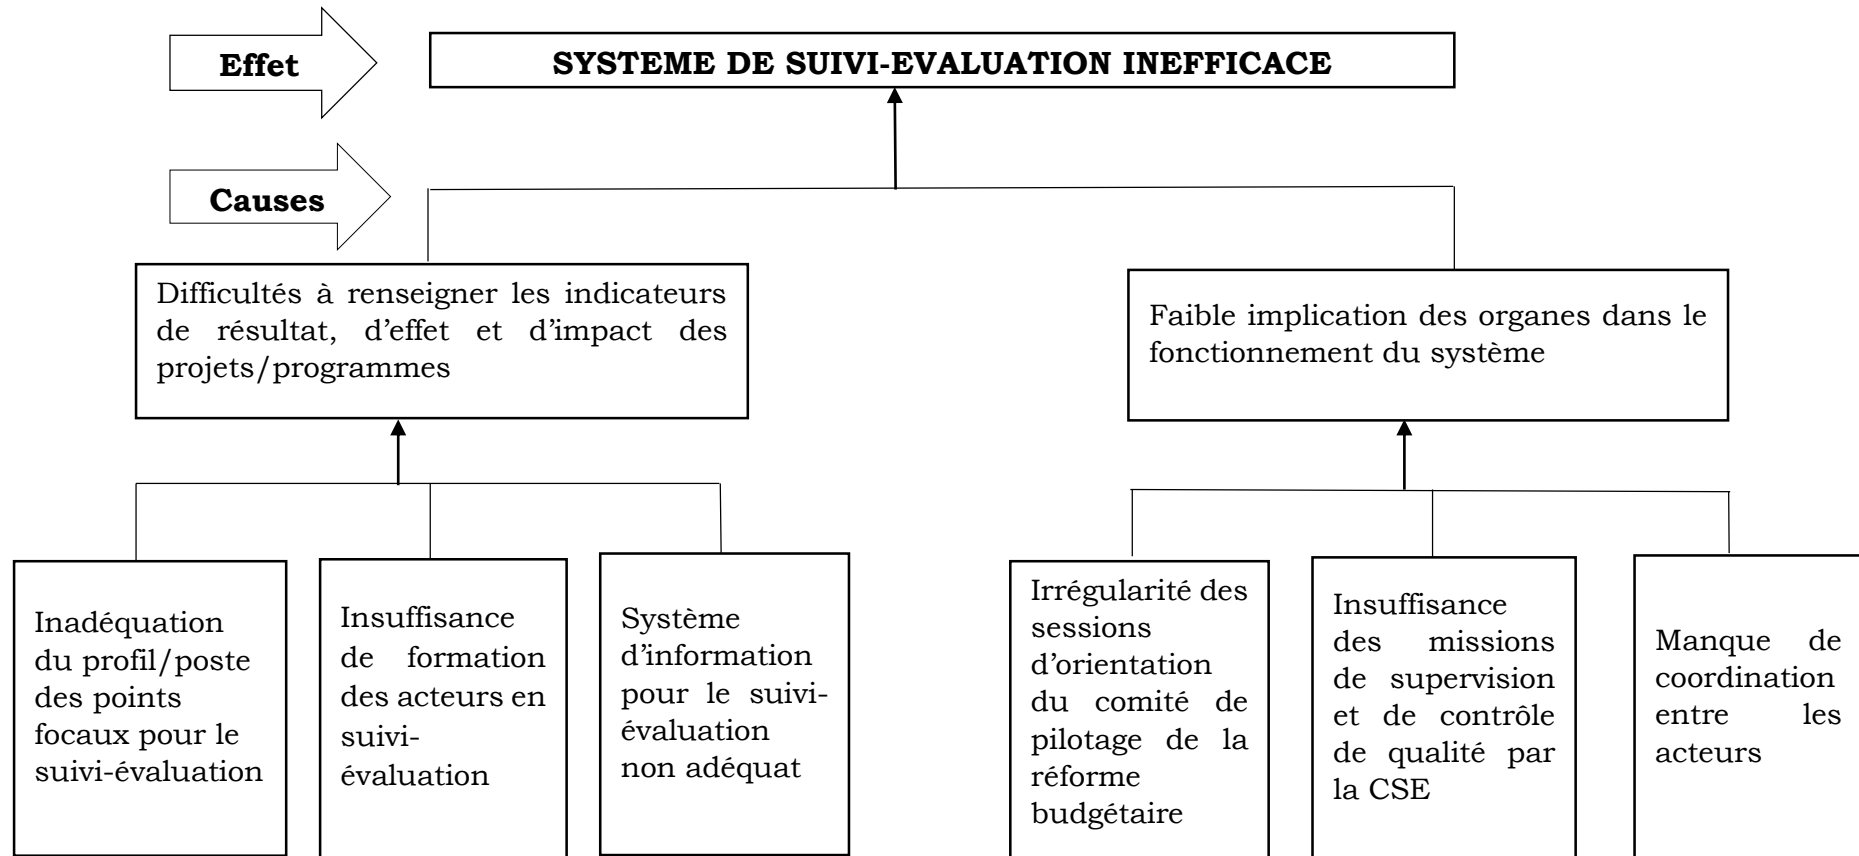 Effet
SYSTEME DE SUIVI-EVALUATION INEFFICACE
Causes
Difficultés à renseigner les indicateurs
de résultat, d’effet et d’impact des
projets/programmes
Faible implication des organes dans le
fonctionnement du système
Inadéquation
du profil/poste
des points
focaux pour le
suivi-évaluation
Insuffisance
de formation
des acteurs en
suivi-
évaluation
Système
d’information
pour le suivi-
évaluation
non adéquat
Irrégularité des
sessions
d’orientation
du comité de
pilotage de la
réforme
budgétaire
Insuffisance
des missions
de supervision
et de contrôle
de qualité par
la CSE
Manque de
coordination
entre les
acteurs